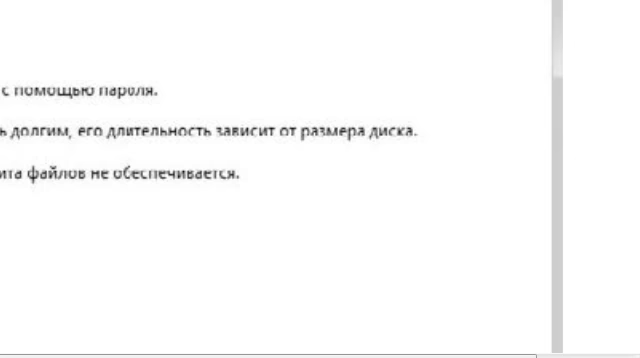 с помощью пароля.
ь долгим, его длительность зависит от размера диска.
ита файлов не обеспечивается.